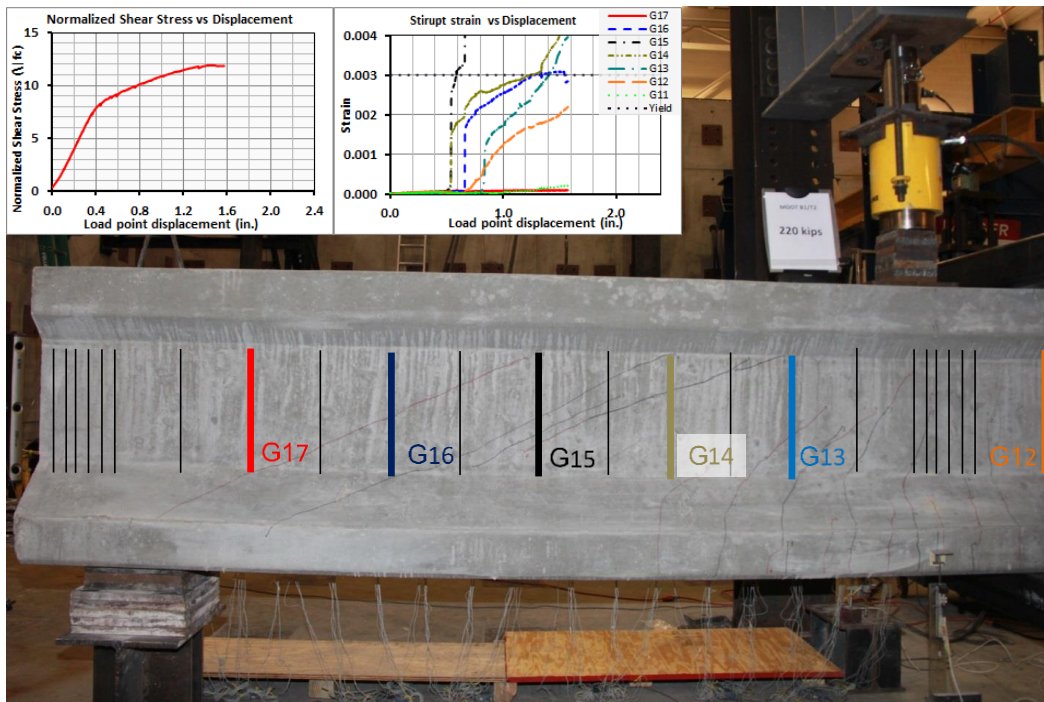 Normalized Shear Stress vs Displacement
Normalized Shear Stress (√ fc)
15
10
5
0
0.0 0.4 0.8 1.2 1.6 2.0 2.4
Load point displacement (in.)
Stirupt strain vs Displacement
Strain
0.004
0.003
0.002
0.001
0.000
0.0 1.0 2.0
Load point displacement (in.)
G17
G16
G15
G14
G13
G12
G11
Yield
220 kips
FR
G17
G16
G15
G14
G13
G12